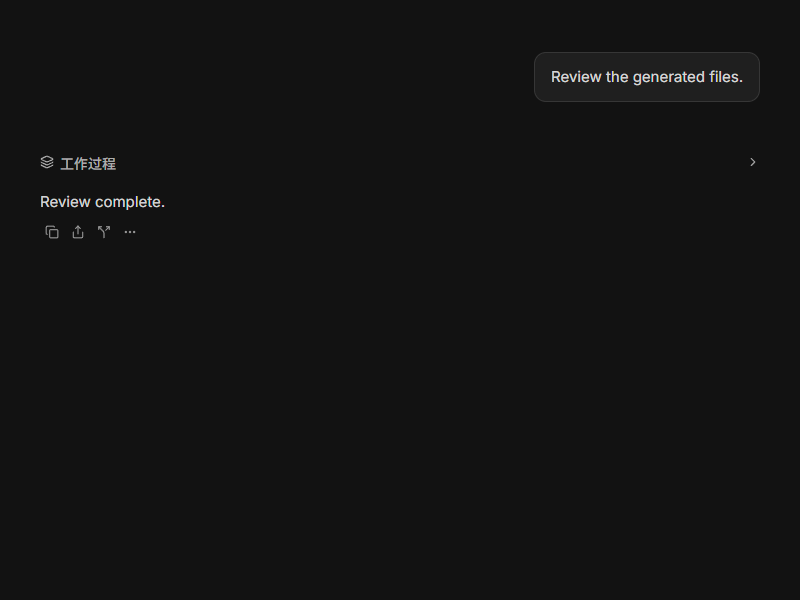 Review the generated files.
工作过程
Review complete.